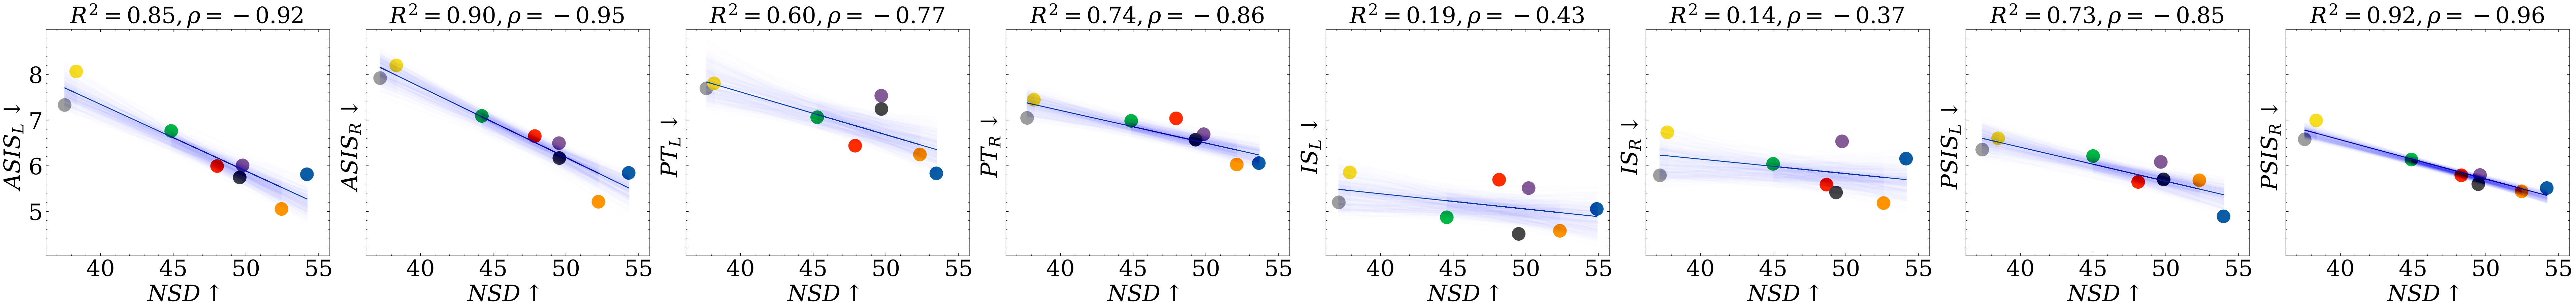 R² = 0.85, ρ = −0.92
R² = 0.90, ρ = −0.95
R² = 0.60, ρ = −0.77
R² = 0.74, ρ = −0.86
R² = 0.19, ρ = −0.43
R² = 0.14, ρ = −0.37
R² = 0.73, ρ = −0.85
R² = 0.92, ρ = −0.96
ASIS_L ↓
8
7
6
5
ASIS_R ↓
PT_L ↓
PT_R ↓
IS_L ↓
IS_R ↓
PSIS_L ↓
PSIS_R ↓
40 45 50 55
40 45 50 55
40 45 50 55
40 45 50 55
40 45 50 55
40 45 50 55
40 45 50 55
40 45 50 55
NSD ↑
NSD ↑
NSD ↑
NSD ↑
NSD ↑
NSD ↑
NSD ↑
NSD ↑